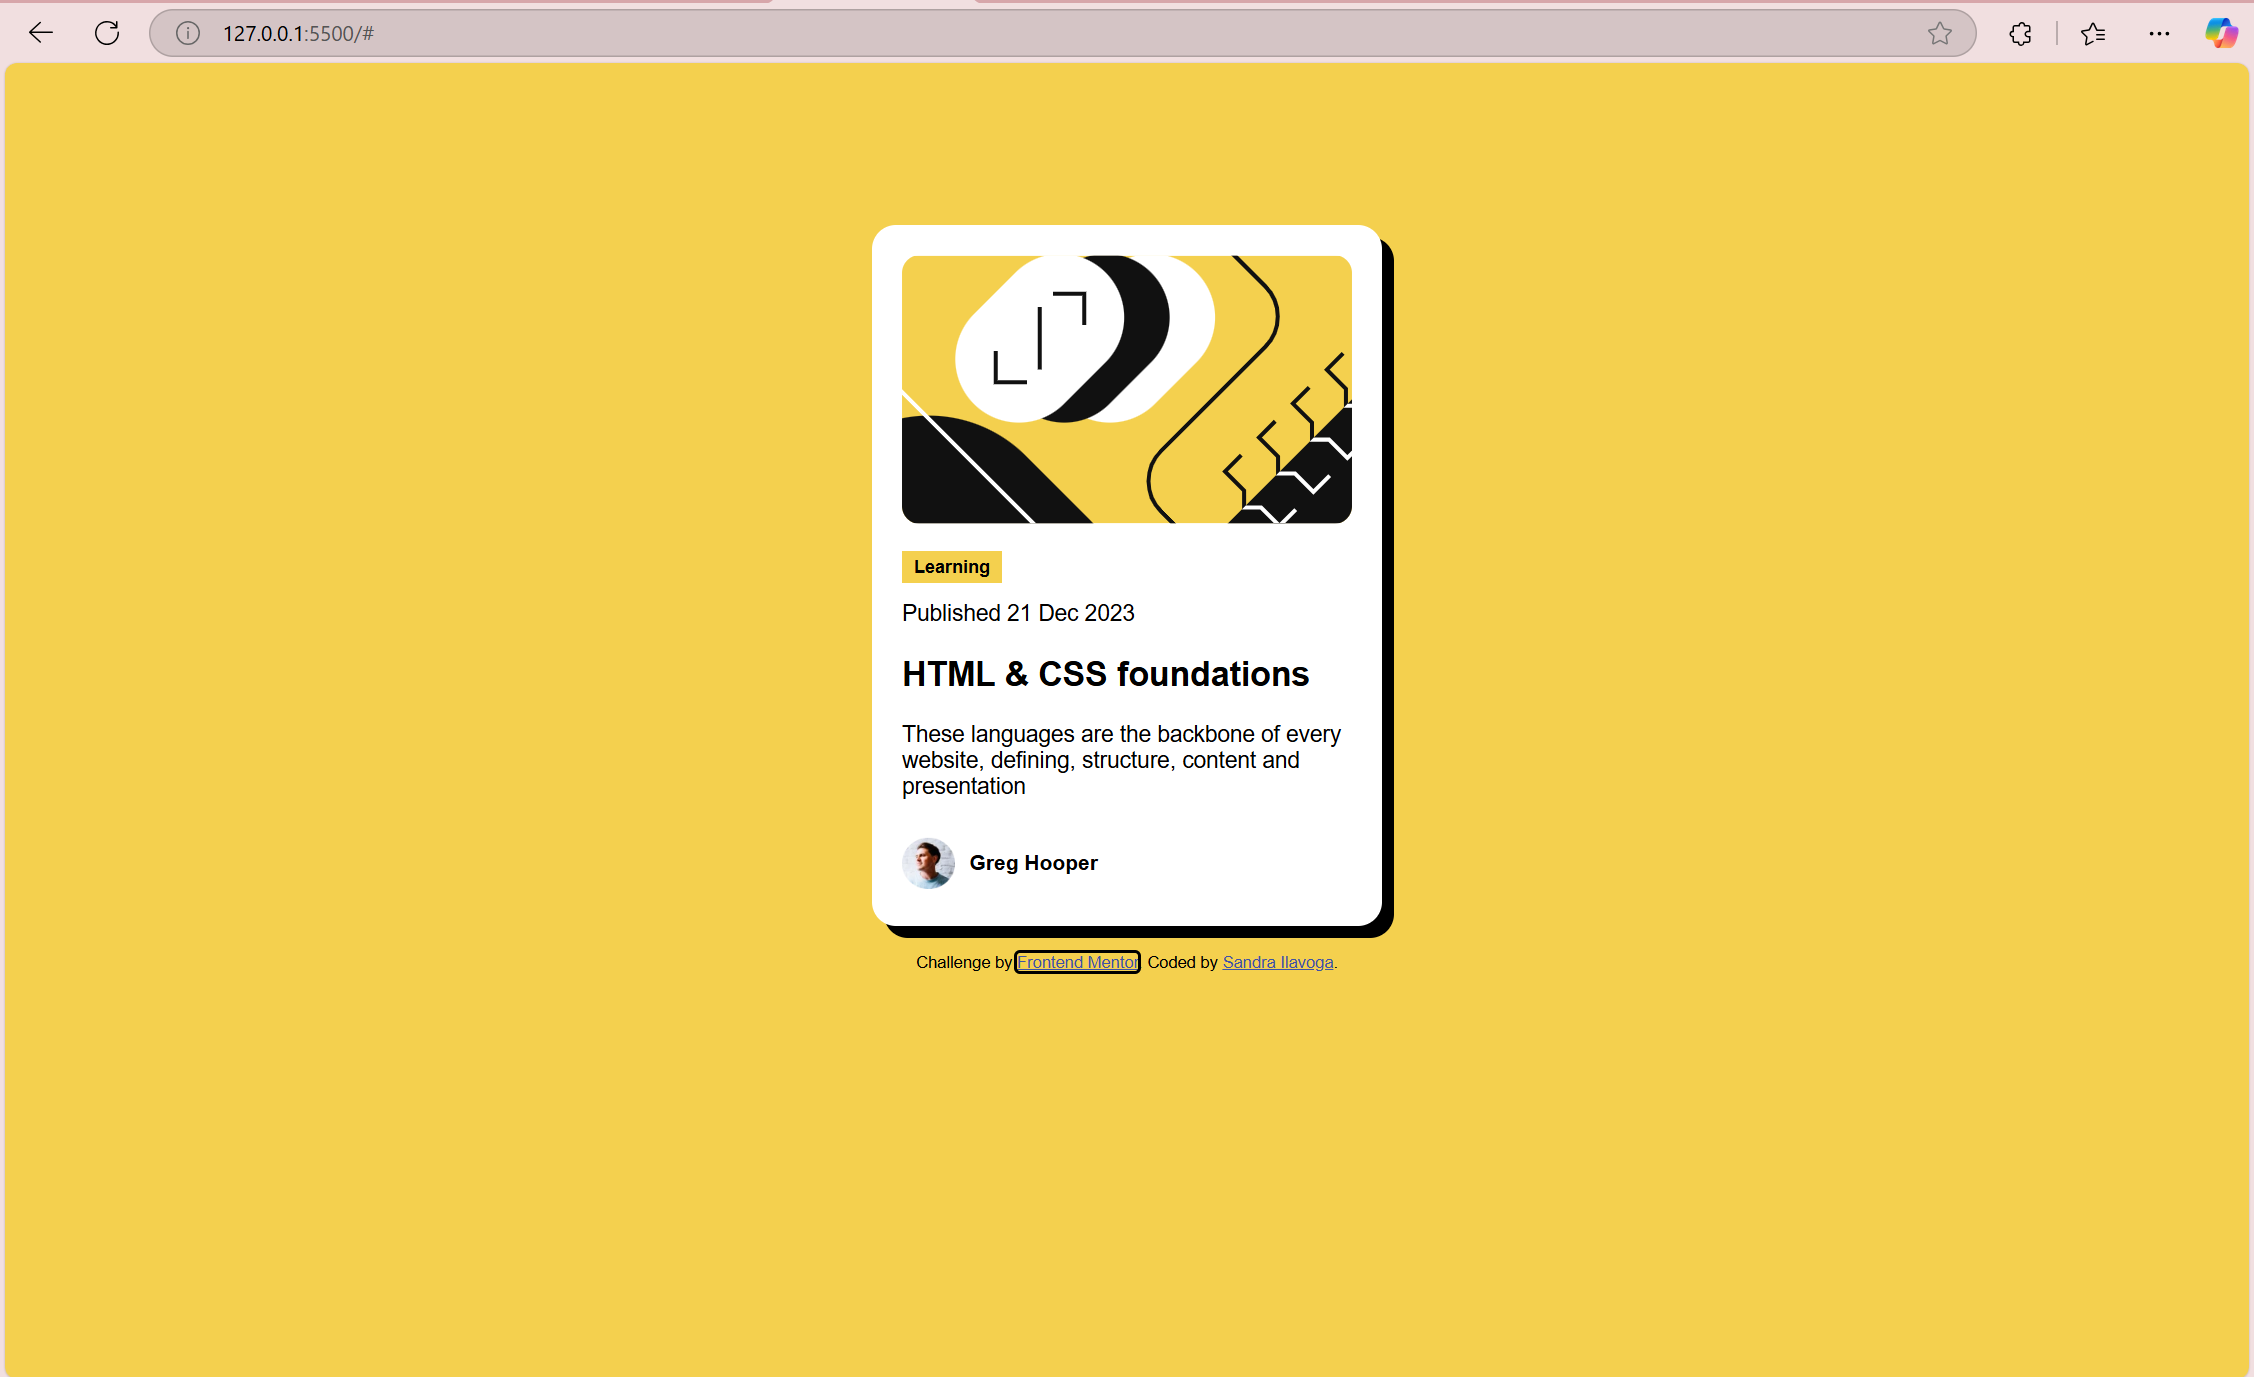 127.0.0.1:5500/#
Learning
Published 21 Dec 2023
HTML & CSS foundations
These languages are the backbone of every
website, defining, structure, content and
presentation
Greg Hooper
Challenge by Frontend Mentor Coded by Sandra Ilavoga.